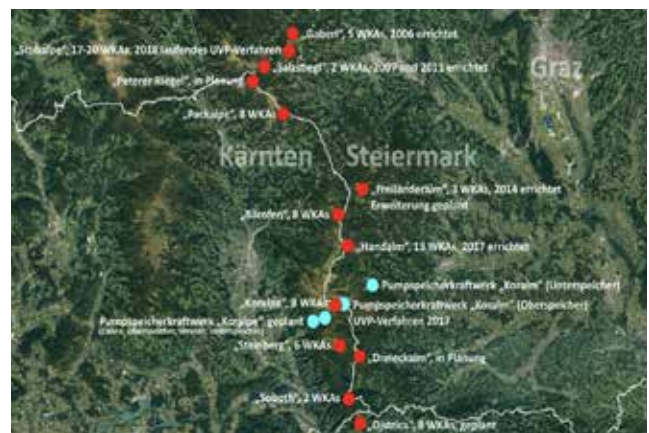 „Gaberl", 5 WKAs, 2006 errichtet
„Stubalpe", 17-20 WKAs, 2018 laufendes UVP-Verfahren
„Salzstiegl", 2 WKAs, 2007 und 2011 errichtet
„Peterer Riegel", in Planung
Graz
„Packalpe", 8 WKAs
Kärnten
Steiermark
„Freiländeralm", 3 WKAs, 2014 errichtet
Erweiterung geplant
„Bärofen", 8 WKAs
„Handalm", 13 WKAs, 2017 errichtet
Pumpspeicherkraftwerk „Koralm" (Unterspeicher)
„Koralpe", 8 WKAs
Pumpspeicherkraftwerk „Koralm" (Oberspeicher)
UVP-Verfahren 2017
Pumpspeicherkraftwerk „Koralpe" geplant
„Steinberg", 6 WKAs
„Dreieckalm", in Planung
„Soboth", 2 WKAs
8 WKAs, geplant